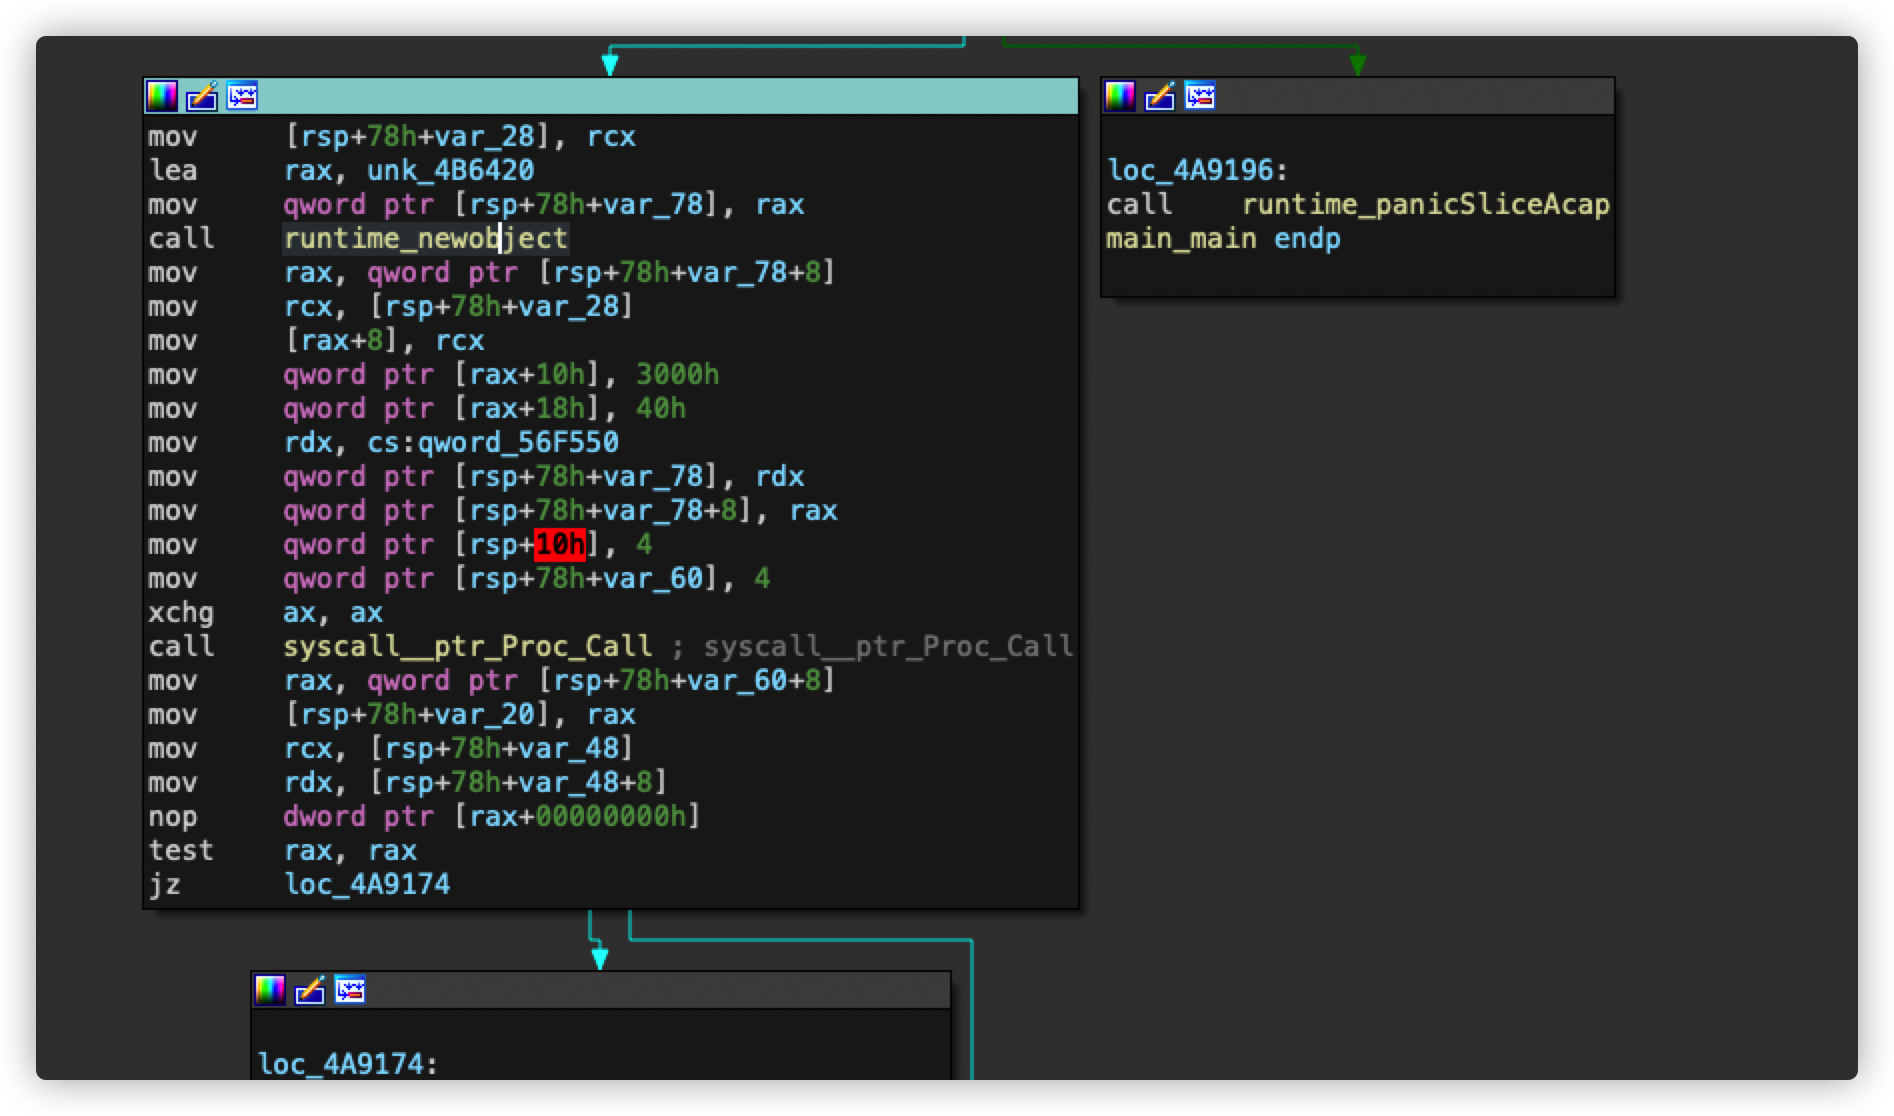 mov [rsp+78h+var_28], rcx
lea rax, unk_4B6420
mov qword ptr [rsp+78h+var_78], rax
call runtime_newobject
mov rax, qword ptr [rsp+78h+var_78+8]
mov rcx, [rsp+78h+var_28]
mov [rax+8], rcx
mov qword ptr [rax+10h], 3000h
mov qword ptr [rax+18h], 40h
mov rdx, cs:qword_56F550
mov qword ptr [rsp+78h+var_78], rdx
mov qword ptr [rsp+78h+var_78+8], rax
mov qword ptr [rsp+10h], 4
mov qword ptr [rsp+78h+var_60], 4
xchg ax, ax
call syscall__ptr_Proc_Call ; syscall__ptr_Proc_Call
mov rax, qword ptr [rsp+78h+var_60+8]
mov [rsp+78h+var_20], rax
mov rcx, [rsp+78h+var_48]
mov rdx, [rsp+78h+var_48+8]
nop dword ptr [rax+00000000h]
test rax, rax
jz loc_4A9174
loc_4A9196:
call runtime_panicSliceAcap
main_main endp
loc_4A9174: